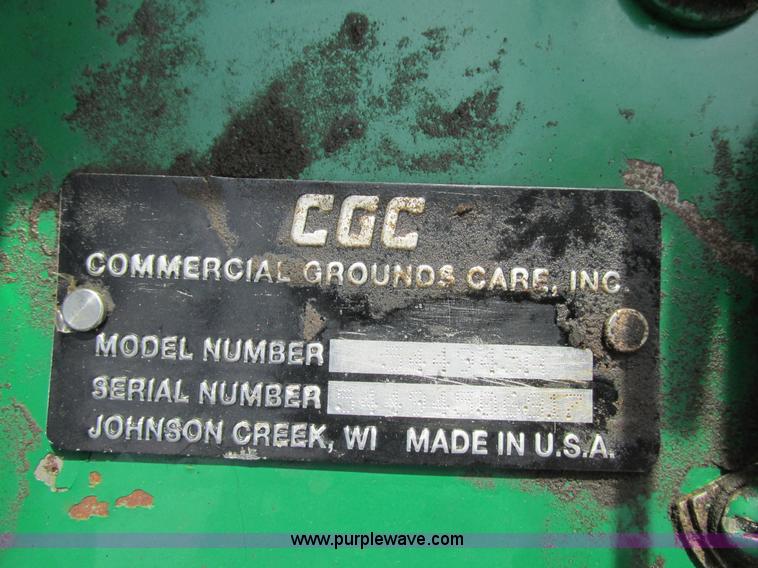 CGC
COMMERCIAL GROUNDS CARE, INC.
MODEL NUMBER
SERIAL NUMBER
JOHNSON CREEK, WI MADE IN U.S.A.
www.purplewave.com